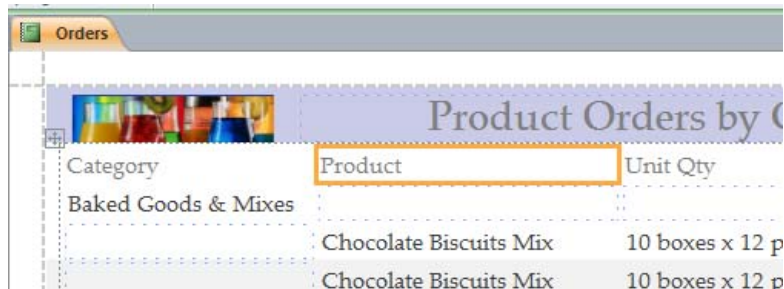 Orders
Product Orders by
Category Product Unit Qty
Baked Goods & Mixes
Chocolate Biscuits Mix 10 boxes x 12 p
Chocolate Biscuits Mix 10 boxes x 12 p